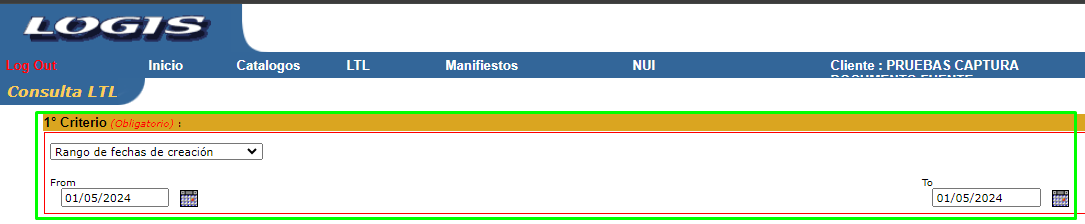 LOGIS
Log Out Inicio Catalogos LTL Manifiestos NUI Cliente : PRUEBAS CAPTURA
DOCUMENTO FUENTE
Consulta LTL
1° Criterio (Obligatorio) :
Rango de fechas de creación
From To
01/05/2024 01/05/2024